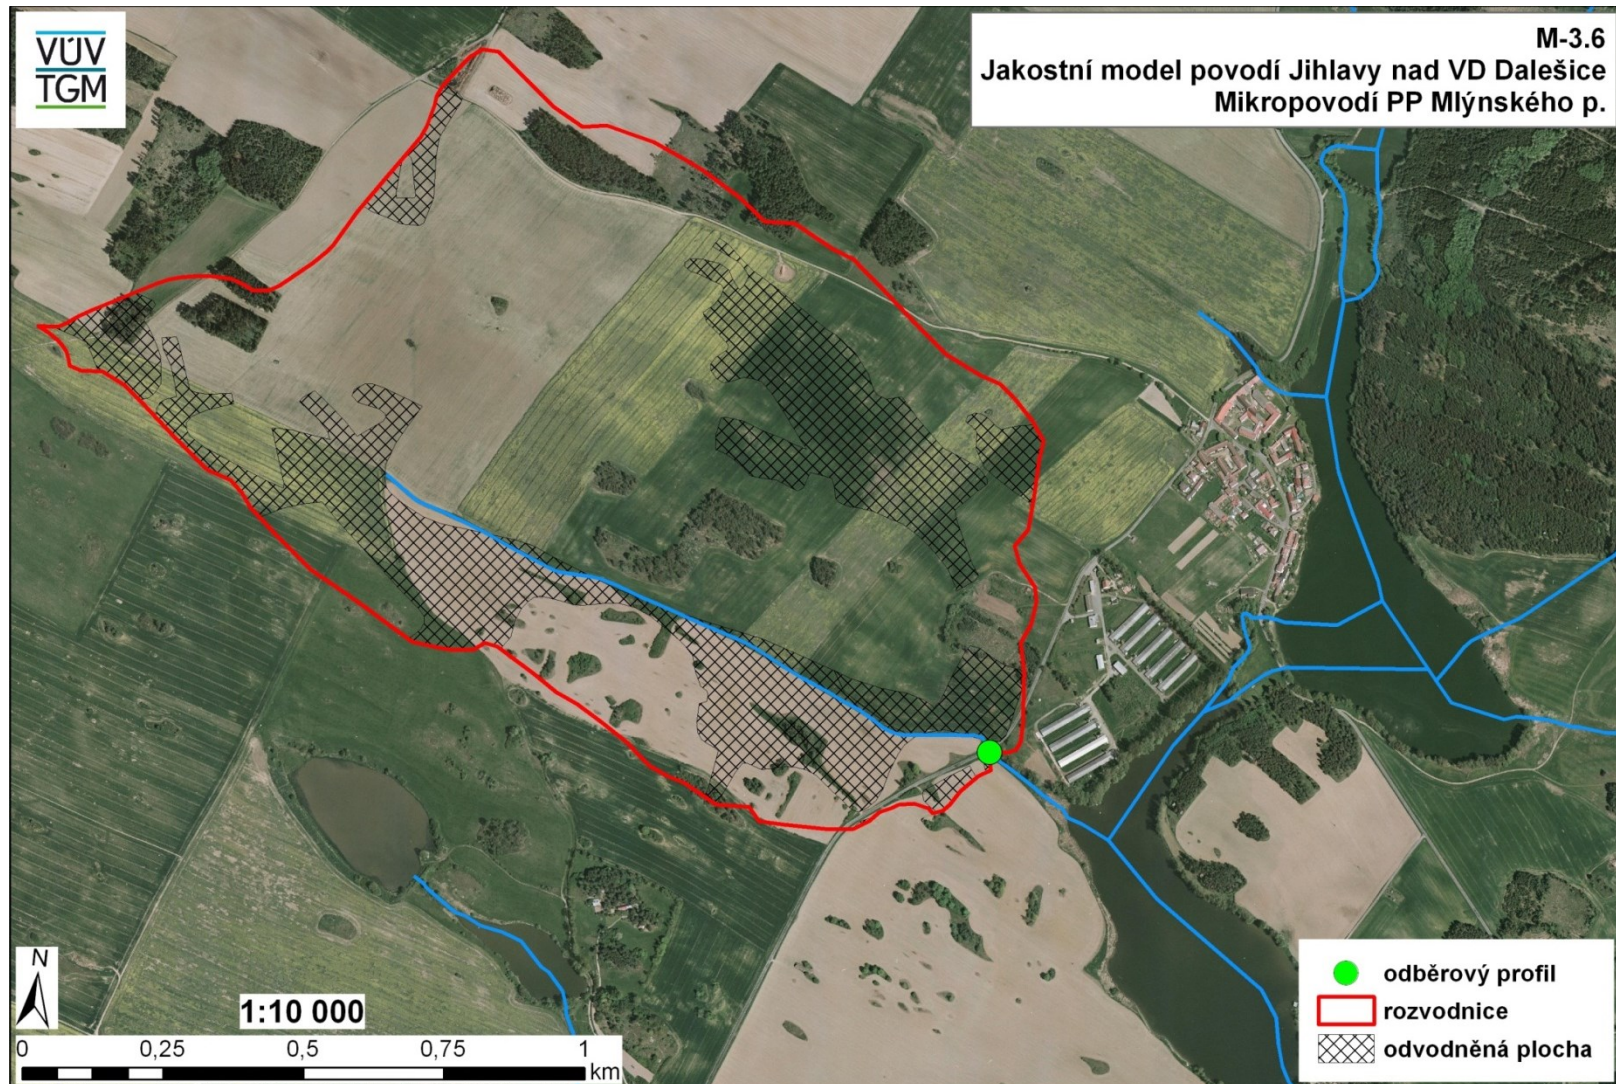 VÚV
TGM
M-3.6
Jakostní model povodí Jihlavy nad VD Dalešice
Mikropovodí PP Mlýnského p.
N
1:10 000
0 0,25 0,5 0,75 1
km
odběrový profil
rozvodnice
odvodněná plocha